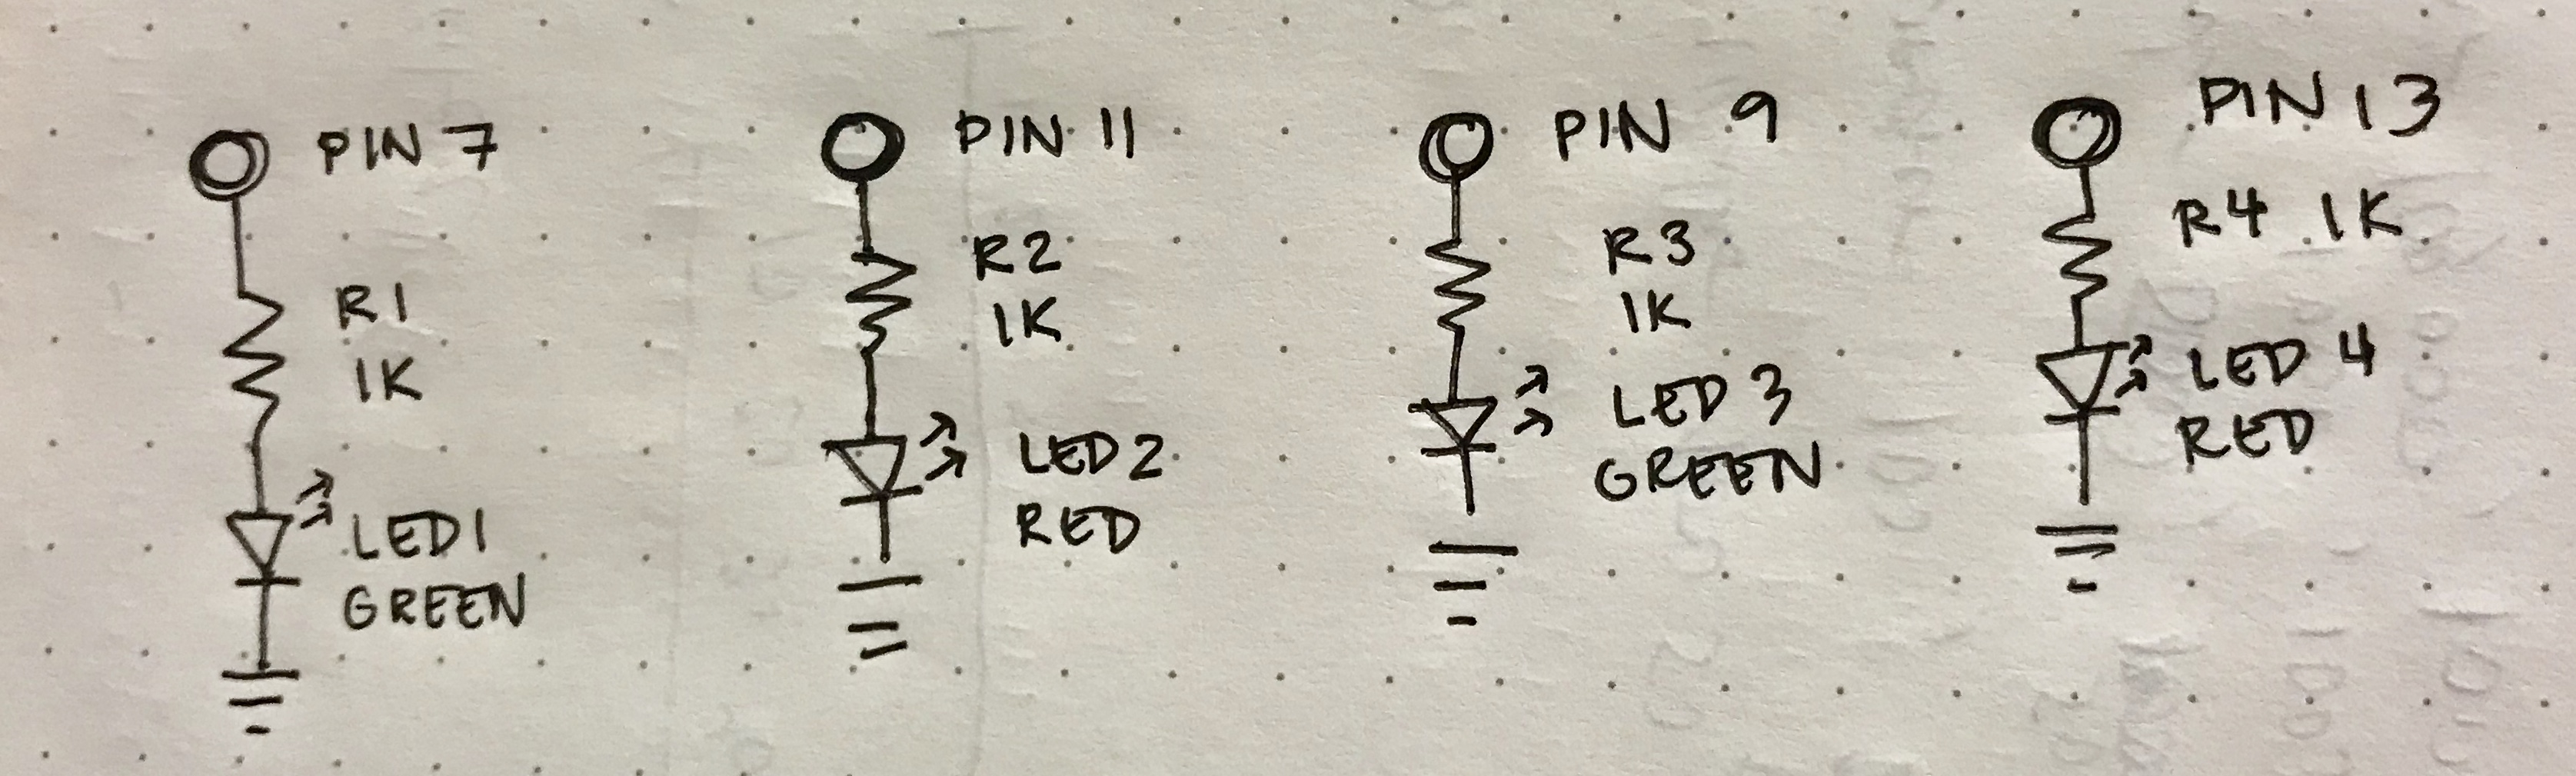 PIN 7
R1
1K
LED1
GREEN
PIN 11
R2
1K
LED2
RED
PIN 9
R3
1K
LED 3
GREEN
PIN 13
R4 1K
LED 4
RED